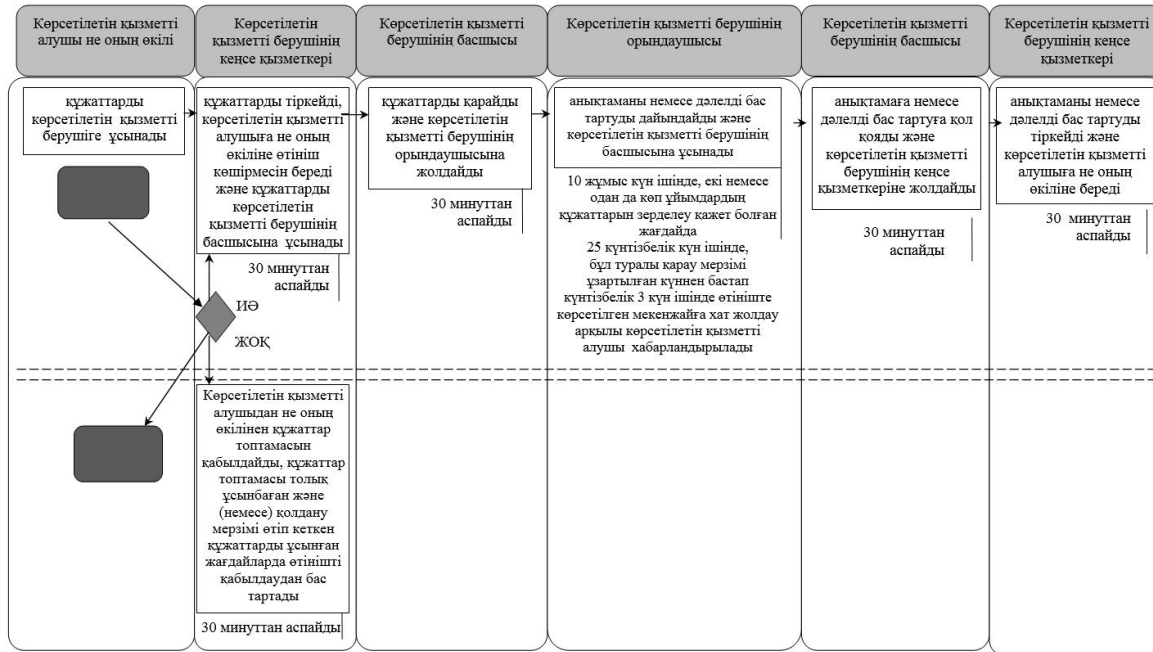 Көрсетілетін қызметті
алушы не оның өкілі
Көрсетілетін
қызметті берушінің
кеңсе қызметкері
Көрсетілетін қызметті
берушінің басшысы
Көрсетілетін қызметті берушінің
орындаушысы
Көрсетілетін қызметті
берушінің басшысы
Көрсетілетін қызметті
берушінің кеңсе
қызметкері
құжаттарды
көрсетілетін қызметті
берушіге ұсынады
құжаттарды тіркейді,
көрсетілетін қызметті
алушыға не оның
өкіліне өтініш
көшірмесін береді
және құжаттарды
көрсетілетін
қызметті берушінің
басшысына ұсынады
30 минуттан
аспайды
құжаттарды қарайды
және көрсетілетін
қызметті берушінің
орындаушысына
жолдайды
30 минуттан
аспайды
анықтаманы немесе дәлелді бас
тартуды дайындайды және
көрсетілетін қызметті берушінің
басшысына ұсынады
10 жұмыс күн ішінде, екі немесе
одан да көп ұйымдардың
құжаттарын зерделеу қажет болған
жағдайда
25 күнтізбелік күн ішінде,
бұл туралы қарау мерзімі
ұзартылған күннен бастап
күнтізбелік 3 күн ішінде өтініште
көрсетілген мекенжайға хат жолдау
арқылы көрсетілетін қызметті
алушы хабарландырылады
анықтамаға немесе
дәлелді бас тартуға қол
қояды және
көрсетілетін қызметті
берушінің кеңсе
қызметкеріне жолдайды
30 минуттан
аспайды
анықтаманы немесе
дәлелді бас тартуды
тіркейді және
көрсетілетін қызметті
алушыға не оның
өкіліне береді
30 минуттан
аспайды
ИӘ
ЖОҚ
Көрсетілетін қызметті
алушыдан не оның
өкілінен құжаттар
топтамасын
қабылдайды, құжаттар
топтамасы толық
ұсынбаған және
(немесе) қолдану
мерзімі өтіп кеткен
құжаттарды ұсынған
жағдайларда өтінішті
қабылдаудан бас
тартады
30 минуттан аспайды